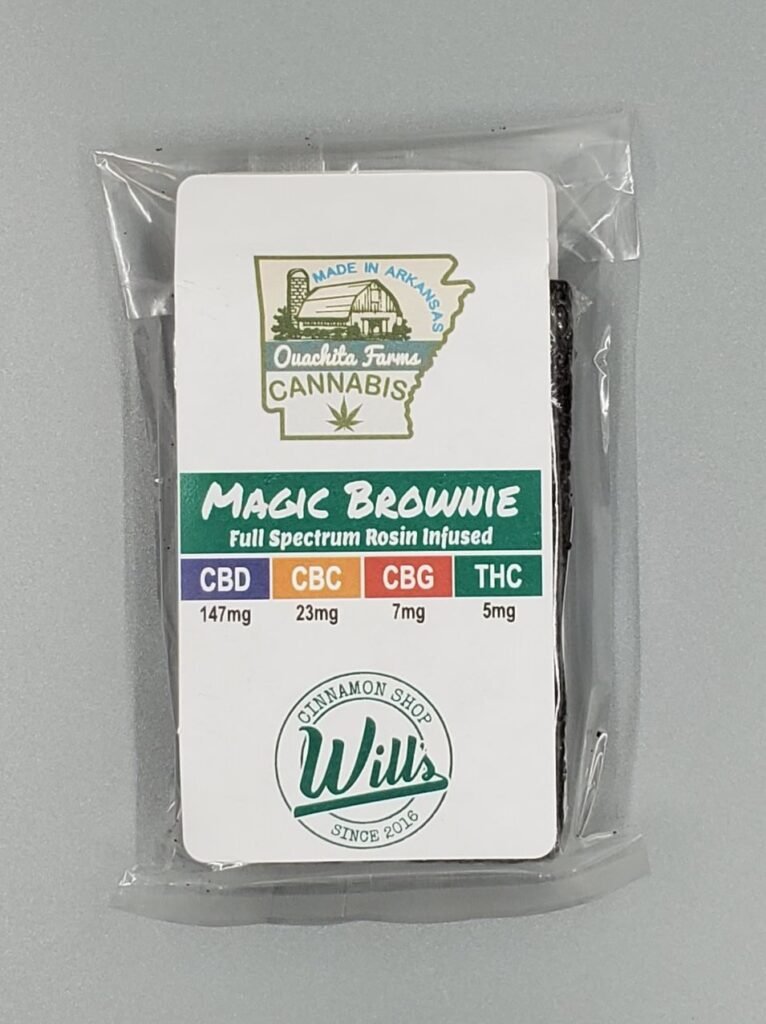 MADE IN ARKANSAS
Ouachita Farms
CANNABIS
MAGIC BROWNIE
Full Spectrum Rosin Infused
CBD CBC CBG THC
147mg 23mg 7mg 5mg
CINNAMON SHOP
Will's
SINCE 2016